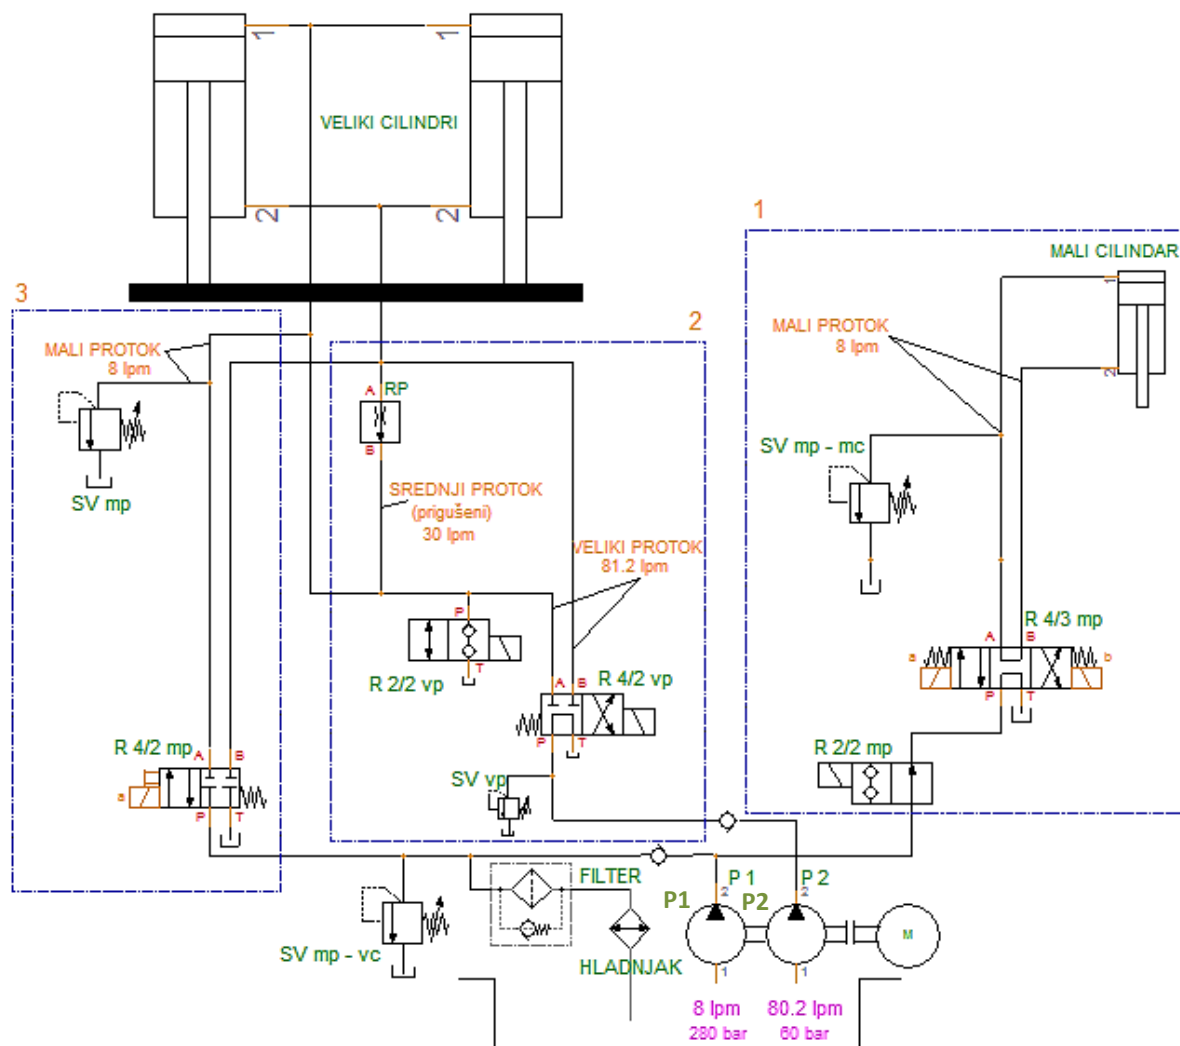 1
1
VELIKI CILINDRI
2
2
1
MALI CILINDAR
1
2
MALI PROTOK
8 lpm
SV mp - mc
A
B
R 4/3 mp
a
b
P
T
R 2/2 mp
3
MALI PROTOK
8 lpm
SV mp
R 4/2 mp
A
B
a
P
T
2
A
RP
B
SREDNJI PROTOK
(prigušeni)
30 lpm
VELIKI PROTOK
81.2 lpm
P
T
R 2/2 vp
A
B
R 4/2 vp
P
T
SV vp
SV mp - vc
FILTER
HLADNJAK
P 1
P 2
2
2
P1
P2
M
1
1
8 lpm
280 bar
80.2 lpm
60 bar